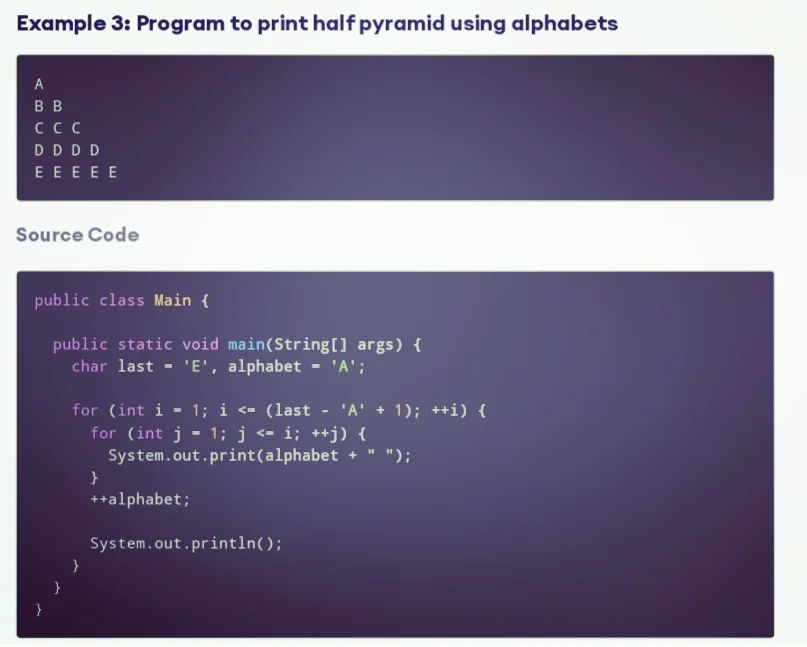 Example 3: Program to print half pyramid using alphabets
A
B B
C C C
D D D D
E E E E E
Source Code
public class Main {
public static void main(String[] args) {
char last = 'E', alphabet = 'A';
for (int i = 1; i <= (last - 'A' + 1); ++i) {
for (int j = 1; j <= i; ++j) {
System.out.print(alphabet + " ");
}
++alphabet;
System.out.println();
}
}
}